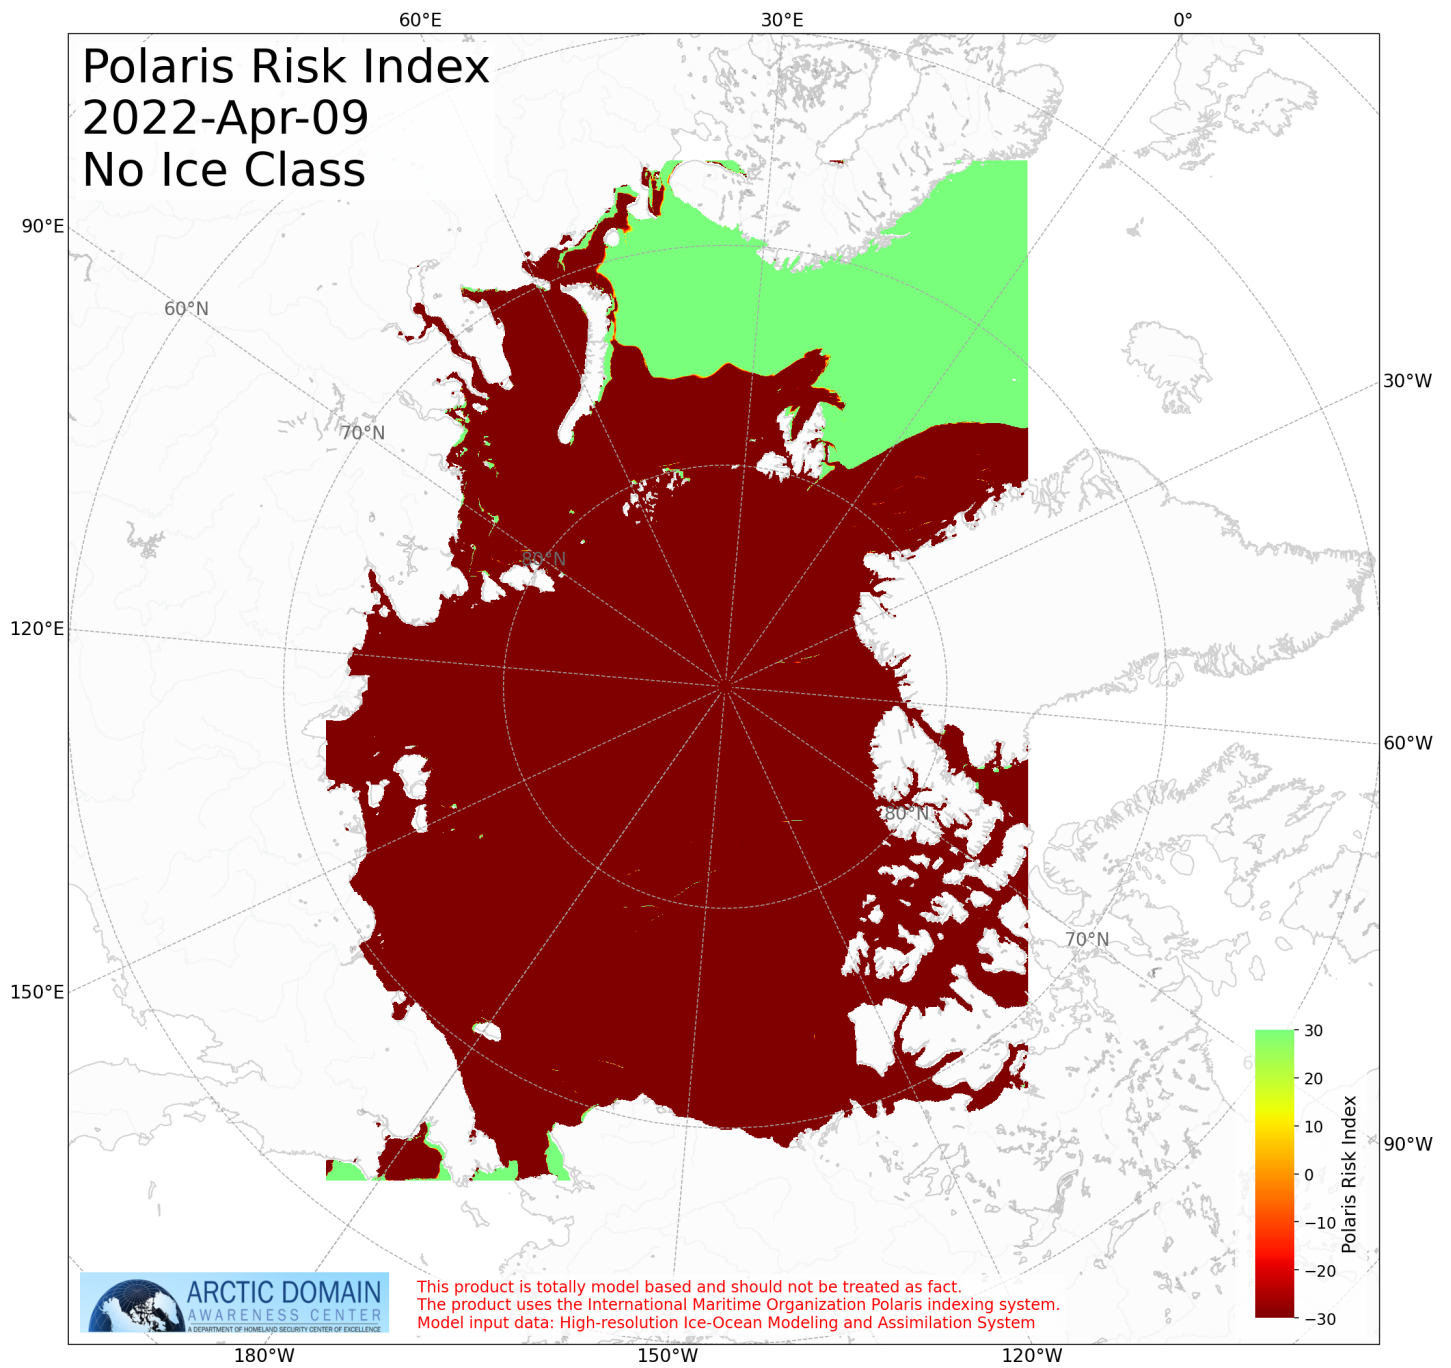 60°E
30°E
0°
Polaris Risk Index
2022-Apr-09
No Ice Class
90°E
60°N
30°W
70°N
80°N
120°E
60°W
80°N
70°N
150°E
30
20
10
0
−10
−20
−30
Polaris Risk Index
90°W
ARCTIC DOMAIN
AWARENESS CENTER
A DEPARTMENT OF HOMELAND SECURITY CENTER OF EXCELLENCE
This product is totally model based and should not be treated as fact.
The product uses the International Maritime Organization Polaris indexing system.
Model input data: High-resolution Ice-Ocean Modeling and Assimilation System
180°W
150°W
120°W